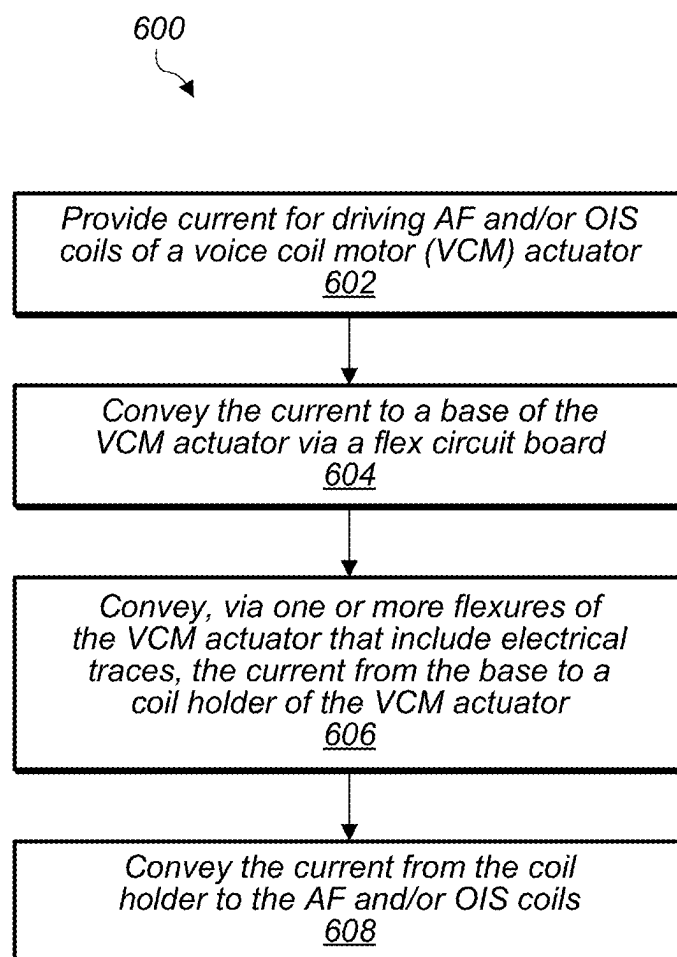 600
Provide current for driving AF and/or OIS
coils of a voice coil motor (VCM) actuator
602
Convey the current to a base of the
VCM actuator via a flex circuit board
604
Convey, via one or more flexures of
the VCM actuator that include electrical
traces, the current from the base to a
coil holder of the VCM actuator
606
Convey the current from the coil
holder to the AF and/or OIS coils
608